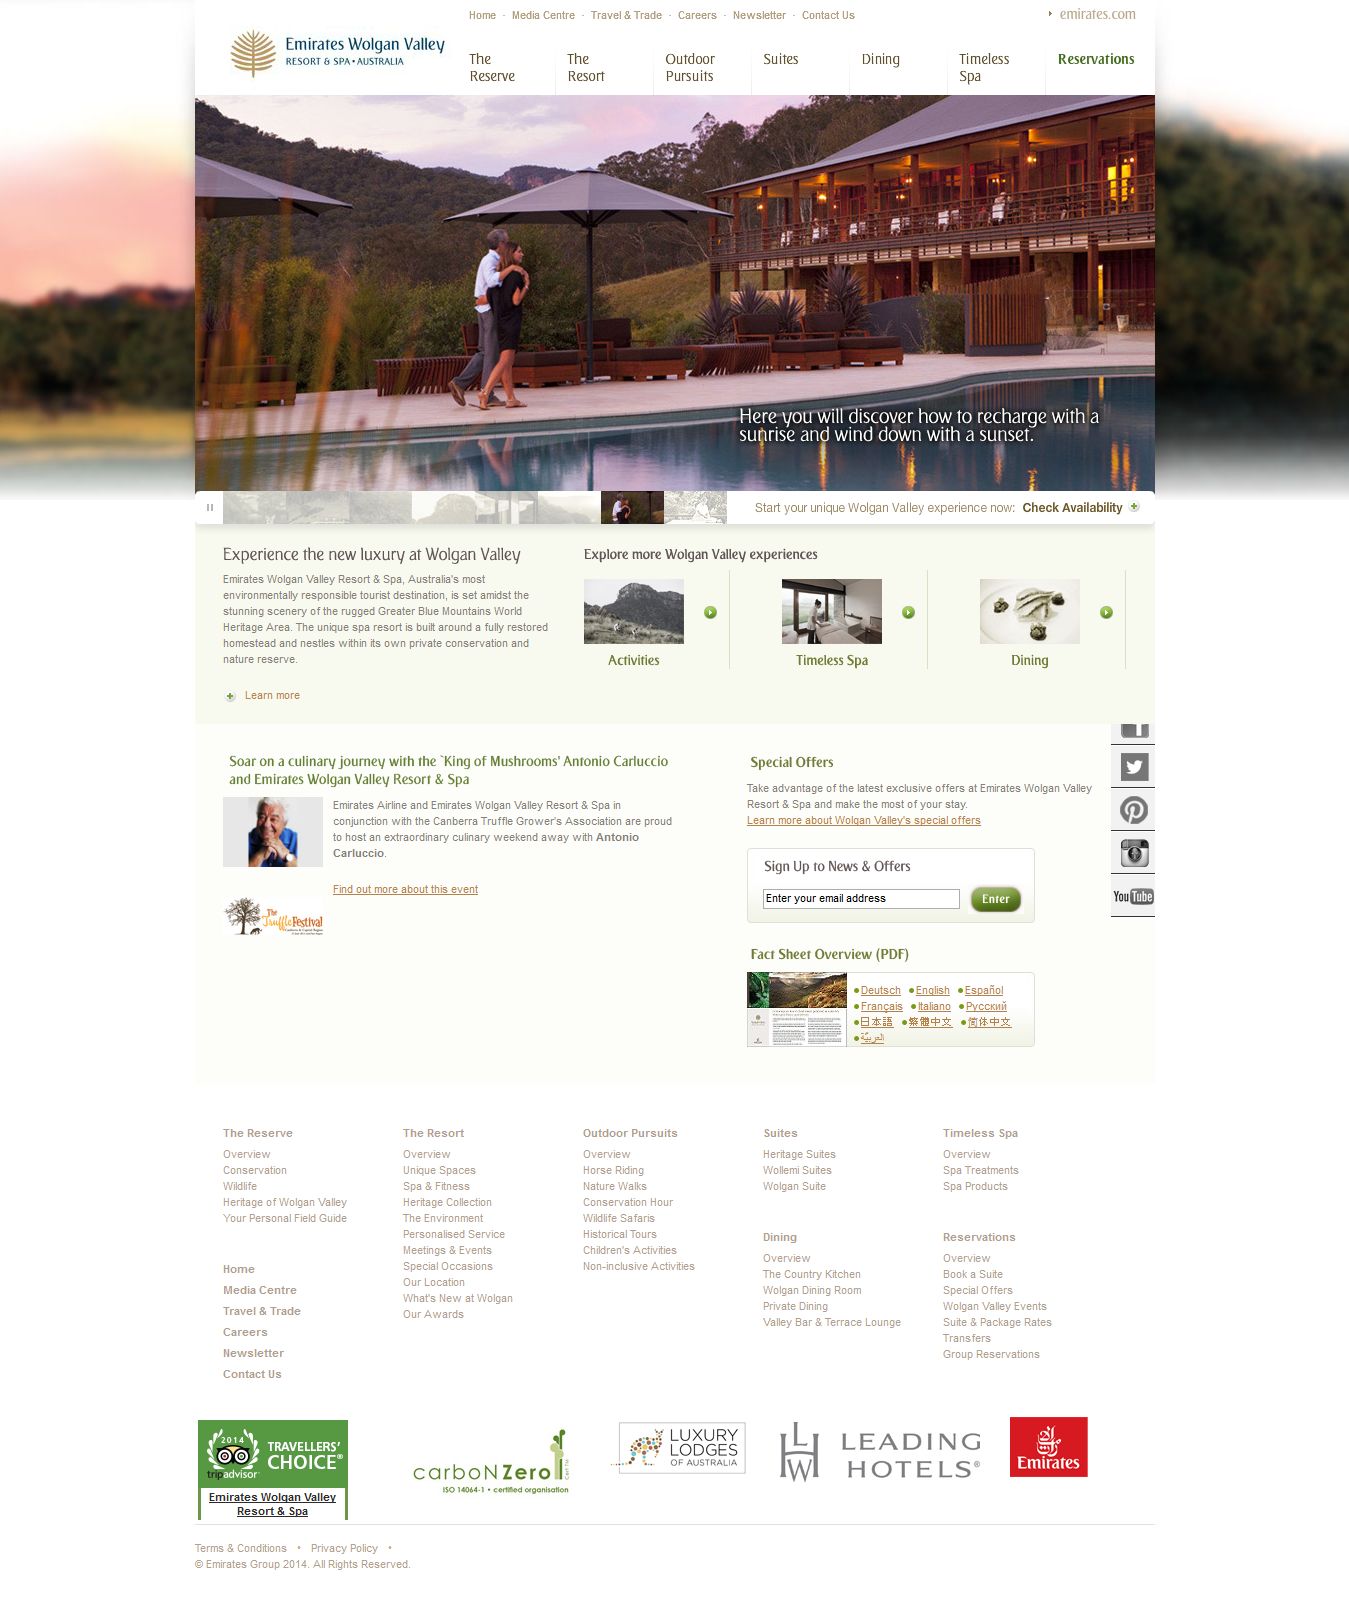 Home · Media Centre · Travel & Trade · Careers · Newsletter · Contact Us
emirates.com
Emirates Wolgan Valley
RESORT & SPA • AUSTRALIA
The Reserve
The Resort
Outdoor Pursuits
Suites
Dining
Timeless Spa
Reservations
Here you will discover how to recharge with a
sunrise and wind down with a sunset.
Start your unique Wolgan Valley experience now: Check Availability
Experience the new luxury at Wolgan Valley
Emirates Wolgan Valley Resort & Spa, Australia's most
environmentally responsible tourist destination, is set amidst the
stunning scenery of the rugged Greater Blue Mountains World
Heritage Area. The unique spa resort is built around a fully restored
homestead and nestles within its own private conservation and
nature reserve.
Learn more
Explore more Wolgan Valley experiences
Activities
Timeless Spa
Dining
Soar on a culinary journey with the `King of Mushrooms' Antonio Carluccio
and Emirates Wolgan Valley Resort & Spa
Emirates Airline and Emirates Wolgan Valley Resort & Spa in
conjunction with the Canberra Truffle Grower's Association are proud
to host an extraordinary culinary weekend away with Antonio
Carluccio.
Find out more about this event
The
Truffle Festival
Special Offers
Take advantage of the latest exclusive offers at Emirates Wolgan Valley
Resort & Spa and make the most of your stay.
Learn more about Wolgan Valley's special offers
Sign Up to News & Offers
Enter your email address
Enter
You Tube
Fact Sheet Overview (PDF)
Deutsch English Español
Français Italiano Русский
日本語 繁體中文 简体中文
العربيّة
The Reserve
Overview
Conservation
Wildlife
Heritage of Wolgan Valley
Your Personal Field Guide
Home
Media Centre
Travel & Trade
Careers
Newsletter
Contact Us
The Resort
Overview
Unique Spaces
Spa & Fitness
Heritage Collection
The Environment
Personalised Service
Meetings & Events
Special Occasions
Our Location
What's New at Wolgan
Our Awards
Outdoor Pursuits
Overview
Horse Riding
Nature Walks
Conservation Hour
Wildlife Safaris
Historical Tours
Children's Activities
Non-inclusive Activities
Suites
Heritage Suites
Wollemi Suites
Wolgan Suite
Dining
Overview
The Country Kitchen
Wolgan Dining Room
Private Dining
Valley Bar & Terrace Lounge
Timeless Spa
Overview
Spa Treatments
Spa Products
Reservations
Overview
Book a Suite
Special Offers
Wolgan Valley Events
Suite & Package Rates
Transfers
Group Reservations
2014
tripadvisor
TRAVELLERS'
CHOICE®
Emirates Wolgan Valley
Resort & Spa
carboNZero
Cert TM
ISO 14064-1 • certified organisation
LUXURY
LODGES
OF AUSTRALIA
LHW
LEADING
HOTELS®
Emirates
Terms & Conditions • Privacy Policy •
© Emirates Group 2014. All Rights Reserved.